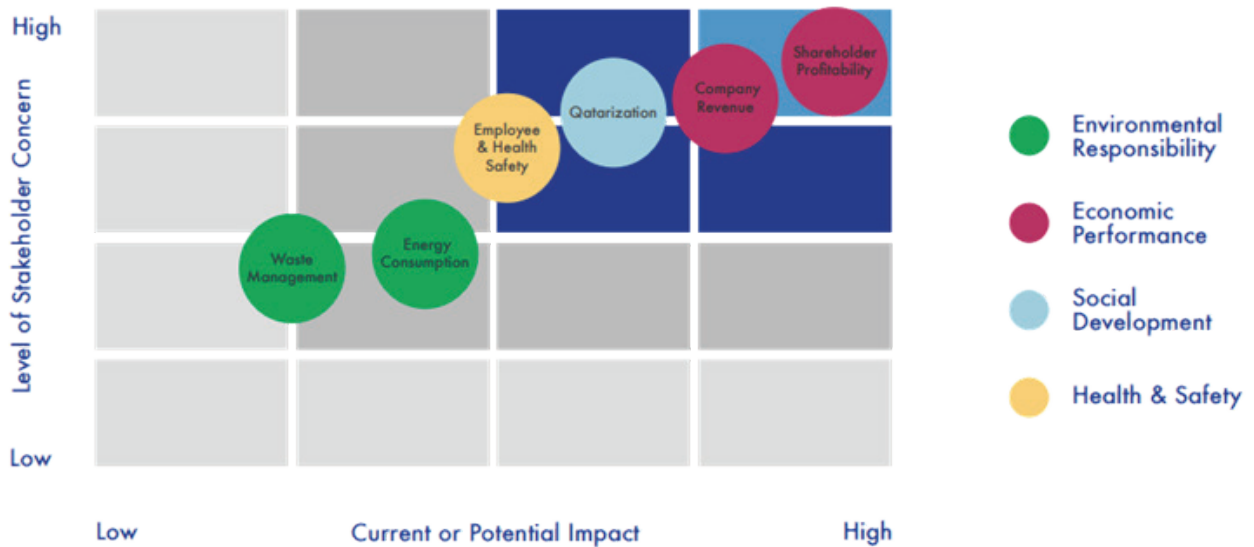 High
Level of Stakeholder Concern
Low
Shareholder
Profitability
Company
Revenue
Qatarization
Employee
& Health
Safety
Energy
Consumption
Waste
Management
Low
Current or Potential Impact
High
Environmental
Responsibility
Economic
Performance
Social
Development
Health & Safety